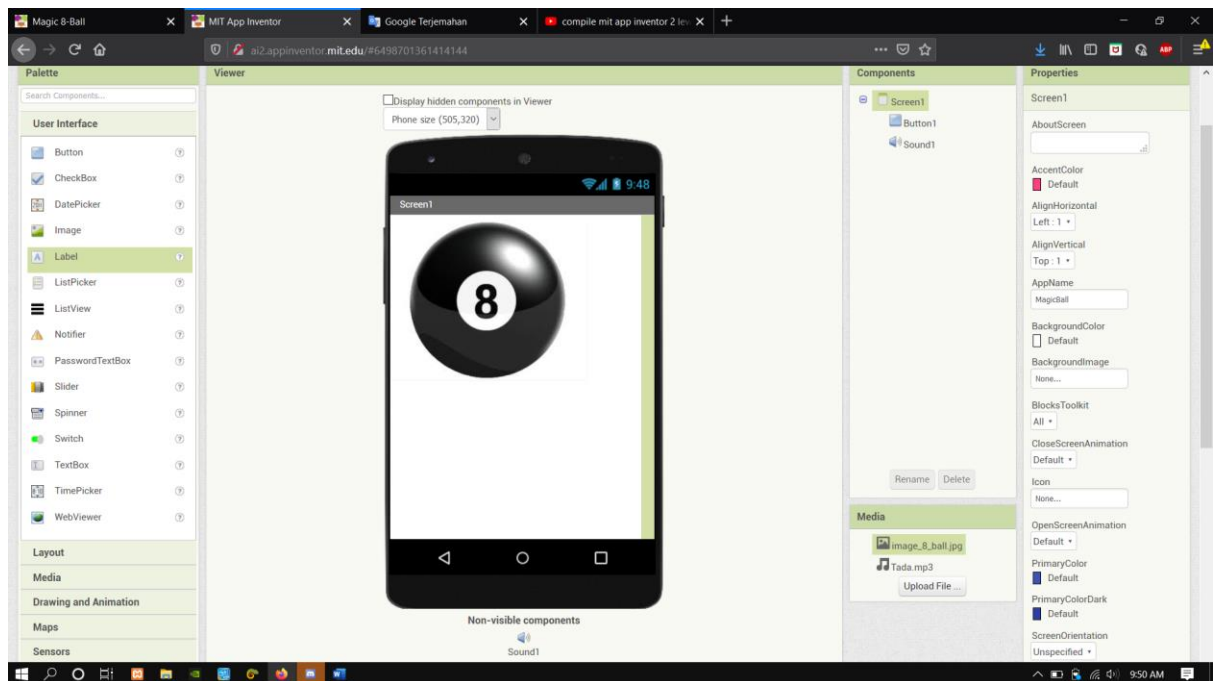 Magic 8-Ball
MIT App Inventor
Google Terjemahan
compile mit app inventor 2 lev
ai2.appinventor.mit.edu/#6498701361414144
Palette
Search Components...
User Interface
Button
CheckBox
DatePicker
Image
Label
ListPicker
ListView
Notifier
PasswordTextBox
Slider
Spinner
Switch
TextBox
TimePicker
WebViewer
Layout
Media
Drawing and Animation
Maps
Sensors
Viewer
Display hidden components in Viewer
Phone size (505,320)
9:48
Screen1
8
Non-visible components
Sound1
Components
Screen1
Button1
Sound1
Rename Delete
Media
image_8_ball.jpg
Tada.mp3
Upload File ...
Properties
Screen1
AboutScreen
AccentColor
Default
AlignHorizontal
Left : 1
AlignVertical
Top : 1
AppName
MagicBall
BackgroundColor
Default
BackgroundImage
None...
BlocksToolkit
All
CloseScreenAnimation
Default
Icon
None...
OpenScreenAnimation
Default
PrimaryColor
Default
PrimaryColorDark
Default
ScreenOrientation
Unspecified
ABP
9:50 AM